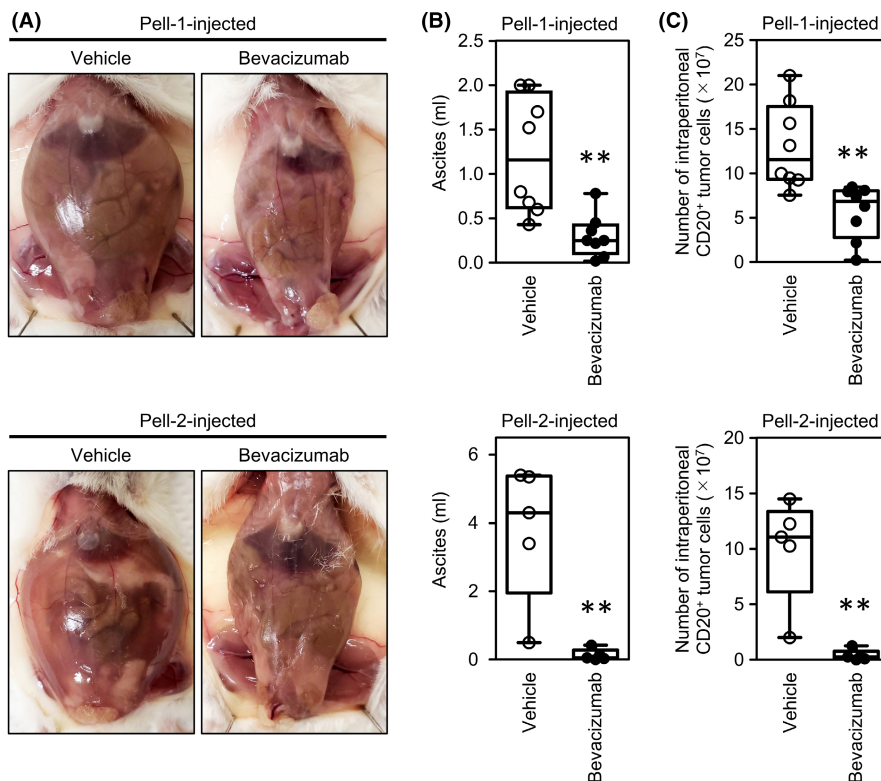 (A)
Pell-1-injected
Vehicle
Bevacizumab
Pell-2-injected
Vehicle
Bevacizumab
(B)
Pell-1-injected
Ascites (ml)
2.5
2.0
1.5
1.0
0.5
0.0
**
Vehicle
Bevacizumab
Pell-2-injected
Ascites (ml)
6
4
2
0
**
Vehicle
Bevacizumab
(C)
Pell-1-injected
Number of intraperitoneal
CD20⁺ tumor cells (×10⁷)
25
20
15
10
5
0
**
Vehicle
Bevacizumab
Pell-2-injected
Number of intraperitoneal
CD20⁺ tumor cells (×10⁷)
20
15
10
5
0
**
Vehicle
Bevacizumab